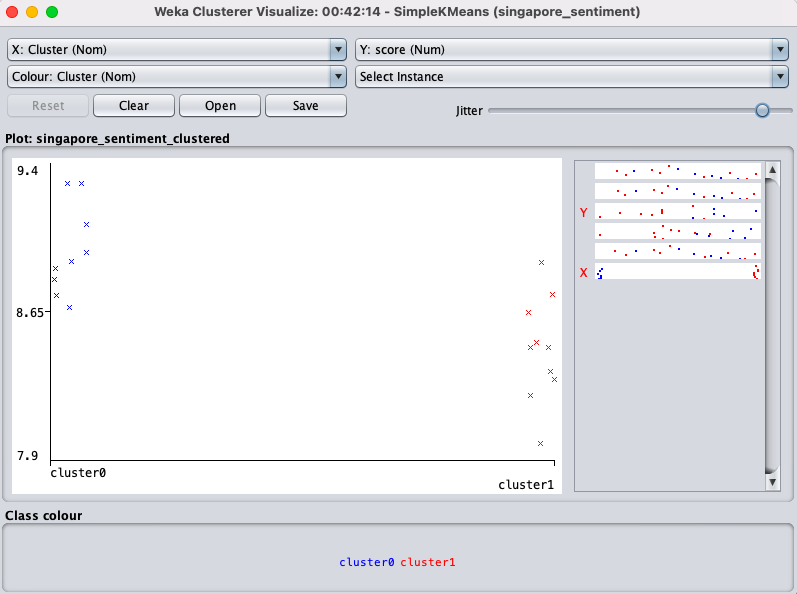 Weka Clusterer Visualize: 00:42:14 - SimpleKMeans (singapore_sentiment)
X: Cluster (Nom) Y: score (Num)
Colour: Cluster (Nom) Select Instance
Reset Clear Open Save Jitter
Plot: singapore_sentiment_clustered
9.4
Y
X
8.65
7.9
cluster0
cluster1
Class colour
cluster0 cluster1